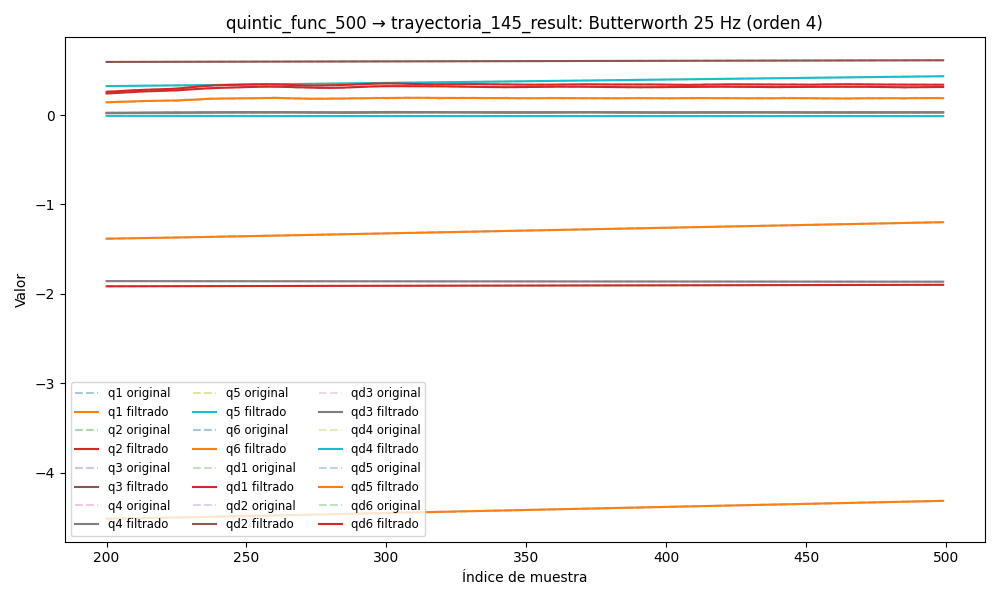 quintic_func_500 → trayectoria_145_result: Butterworth 25 Hz (orden 4)
Valor
0
−1
−2
−3
−4
q1 original
q1 filtrado
q2 original
q2 filtrado
q3 original
q3 filtrado
q4 original
q4 filtrado
q5 original
q5 filtrado
q6 original
q6 filtrado
qd1 original
qd1 filtrado
qd2 original
qd2 filtrado
qd3 original
qd3 filtrado
qd4 original
qd4 filtrado
qd5 original
qd5 filtrado
qd6 original
qd6 filtrado
200 250 300 350 400 450 500
Índice de muestra